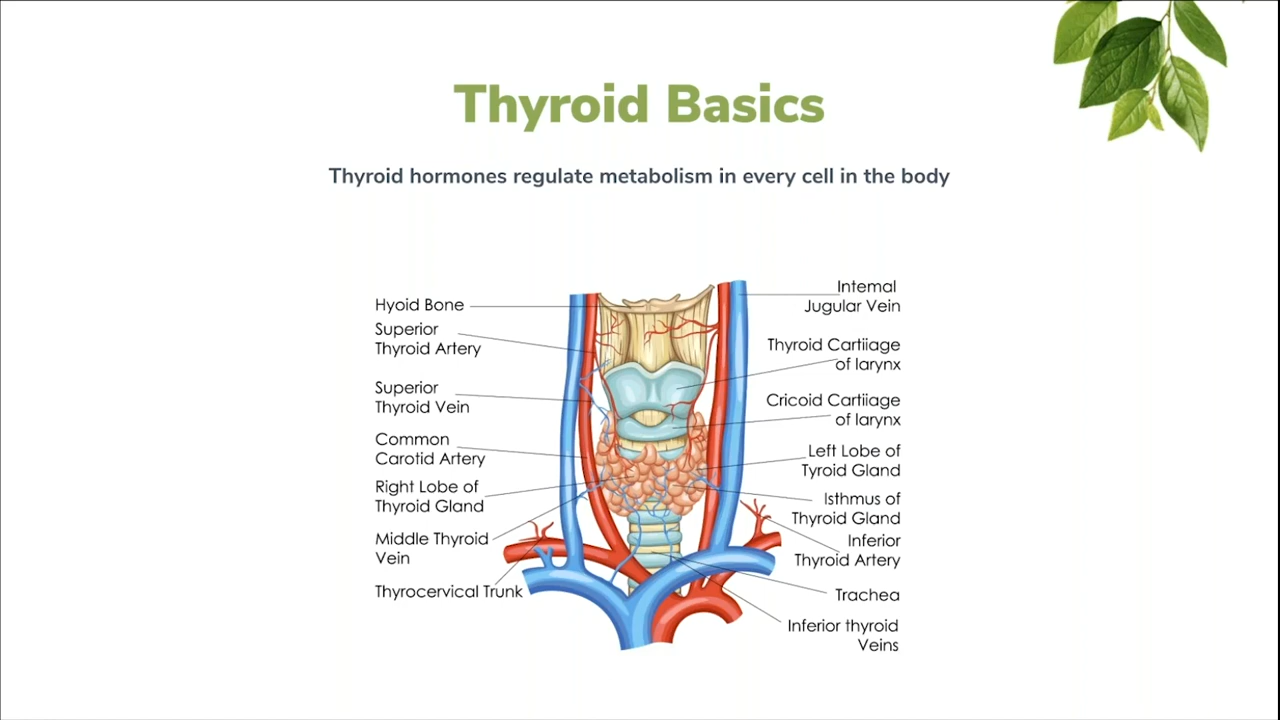 Thyroid Basics
Thyroid hormones regulate metabolism in every cell in the body
Hyoid Bone
Superior
Thyroid Artery
Superior
Thyroid Vein
Common
Carotid Artery
Right Lobe of
Thyroid Gland
Middle Thyroid
Vein
Thyrocervical Trunk
Internal
Jugular Vein
Thyroid Cartiiage
of larynx
Cricoid Cartiiage
of larynx
Left Lobe of
Tyroid Gland
Isthmus of
Thyroid Gland
Inferior
Thyroid Artery
Trachea
Inferior thyroid
Veins